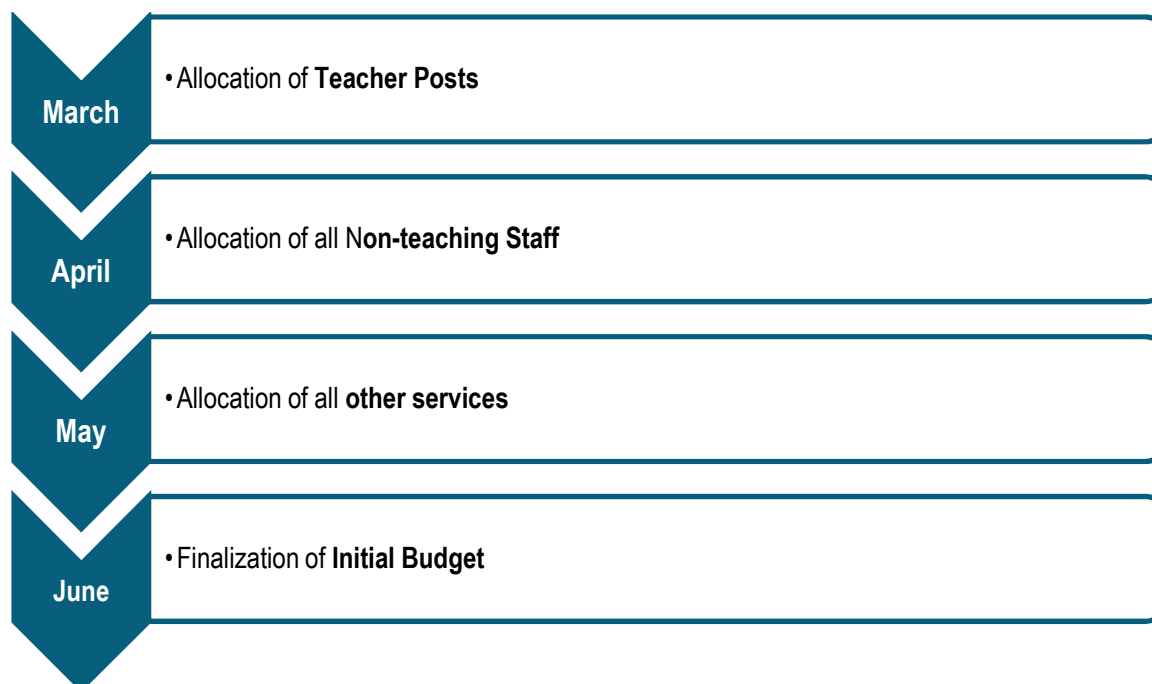 March
•Allocation of Teacher Posts
April
•Allocation of all Non-teaching Staff
May
•Allocation of all other services
June
•Finalization of Initial Budget